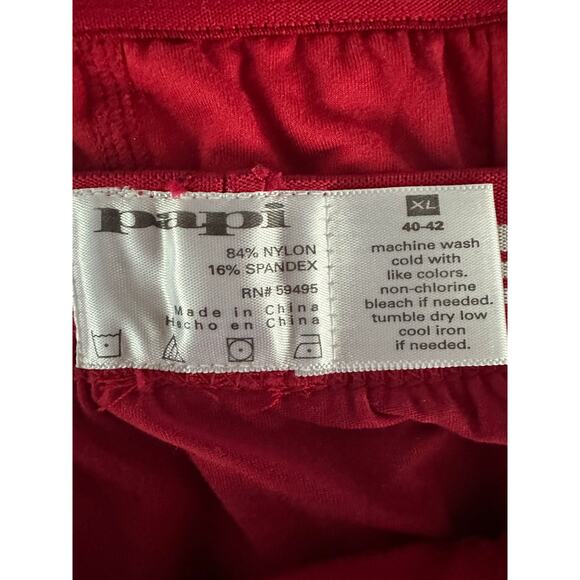 papi
84% NYLON
16% SPANDEX
RN# 59495
Made in China
Hecho en China
XL
40-42
machine wash
cold with
like colors.
non-chlorine
bleach if needed.
tumble dry low
cool iron
if needed.